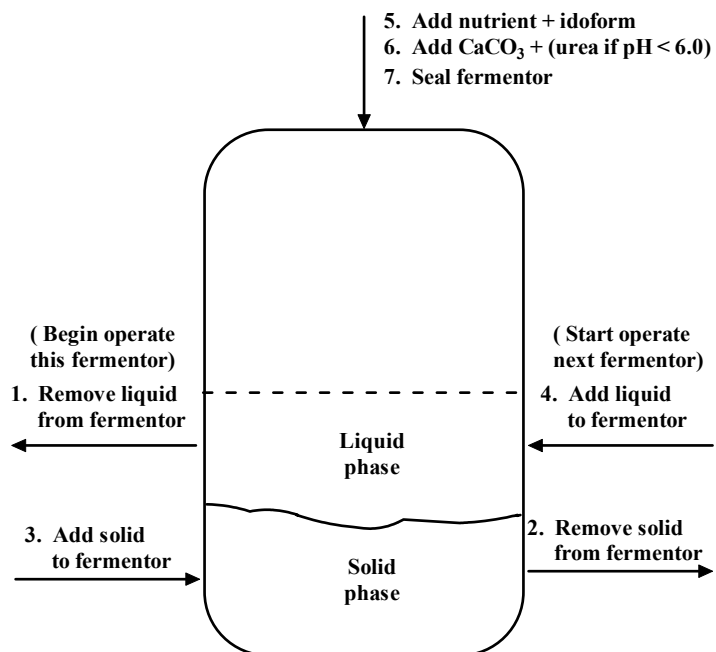 5. Add nutrient + idoform
6. Add CaCO₃ + (urea if pH < 6.0)
7. Seal fermentor
( Begin operate
this fermentor)
1. Remove liquid
from fermentor
( Start operate
next fermentor)
4. Add liquid
to fermentor
Liquid
phase
3. Add solid
to fermentor
2. Remove solid
from fermentor
Solid
phase